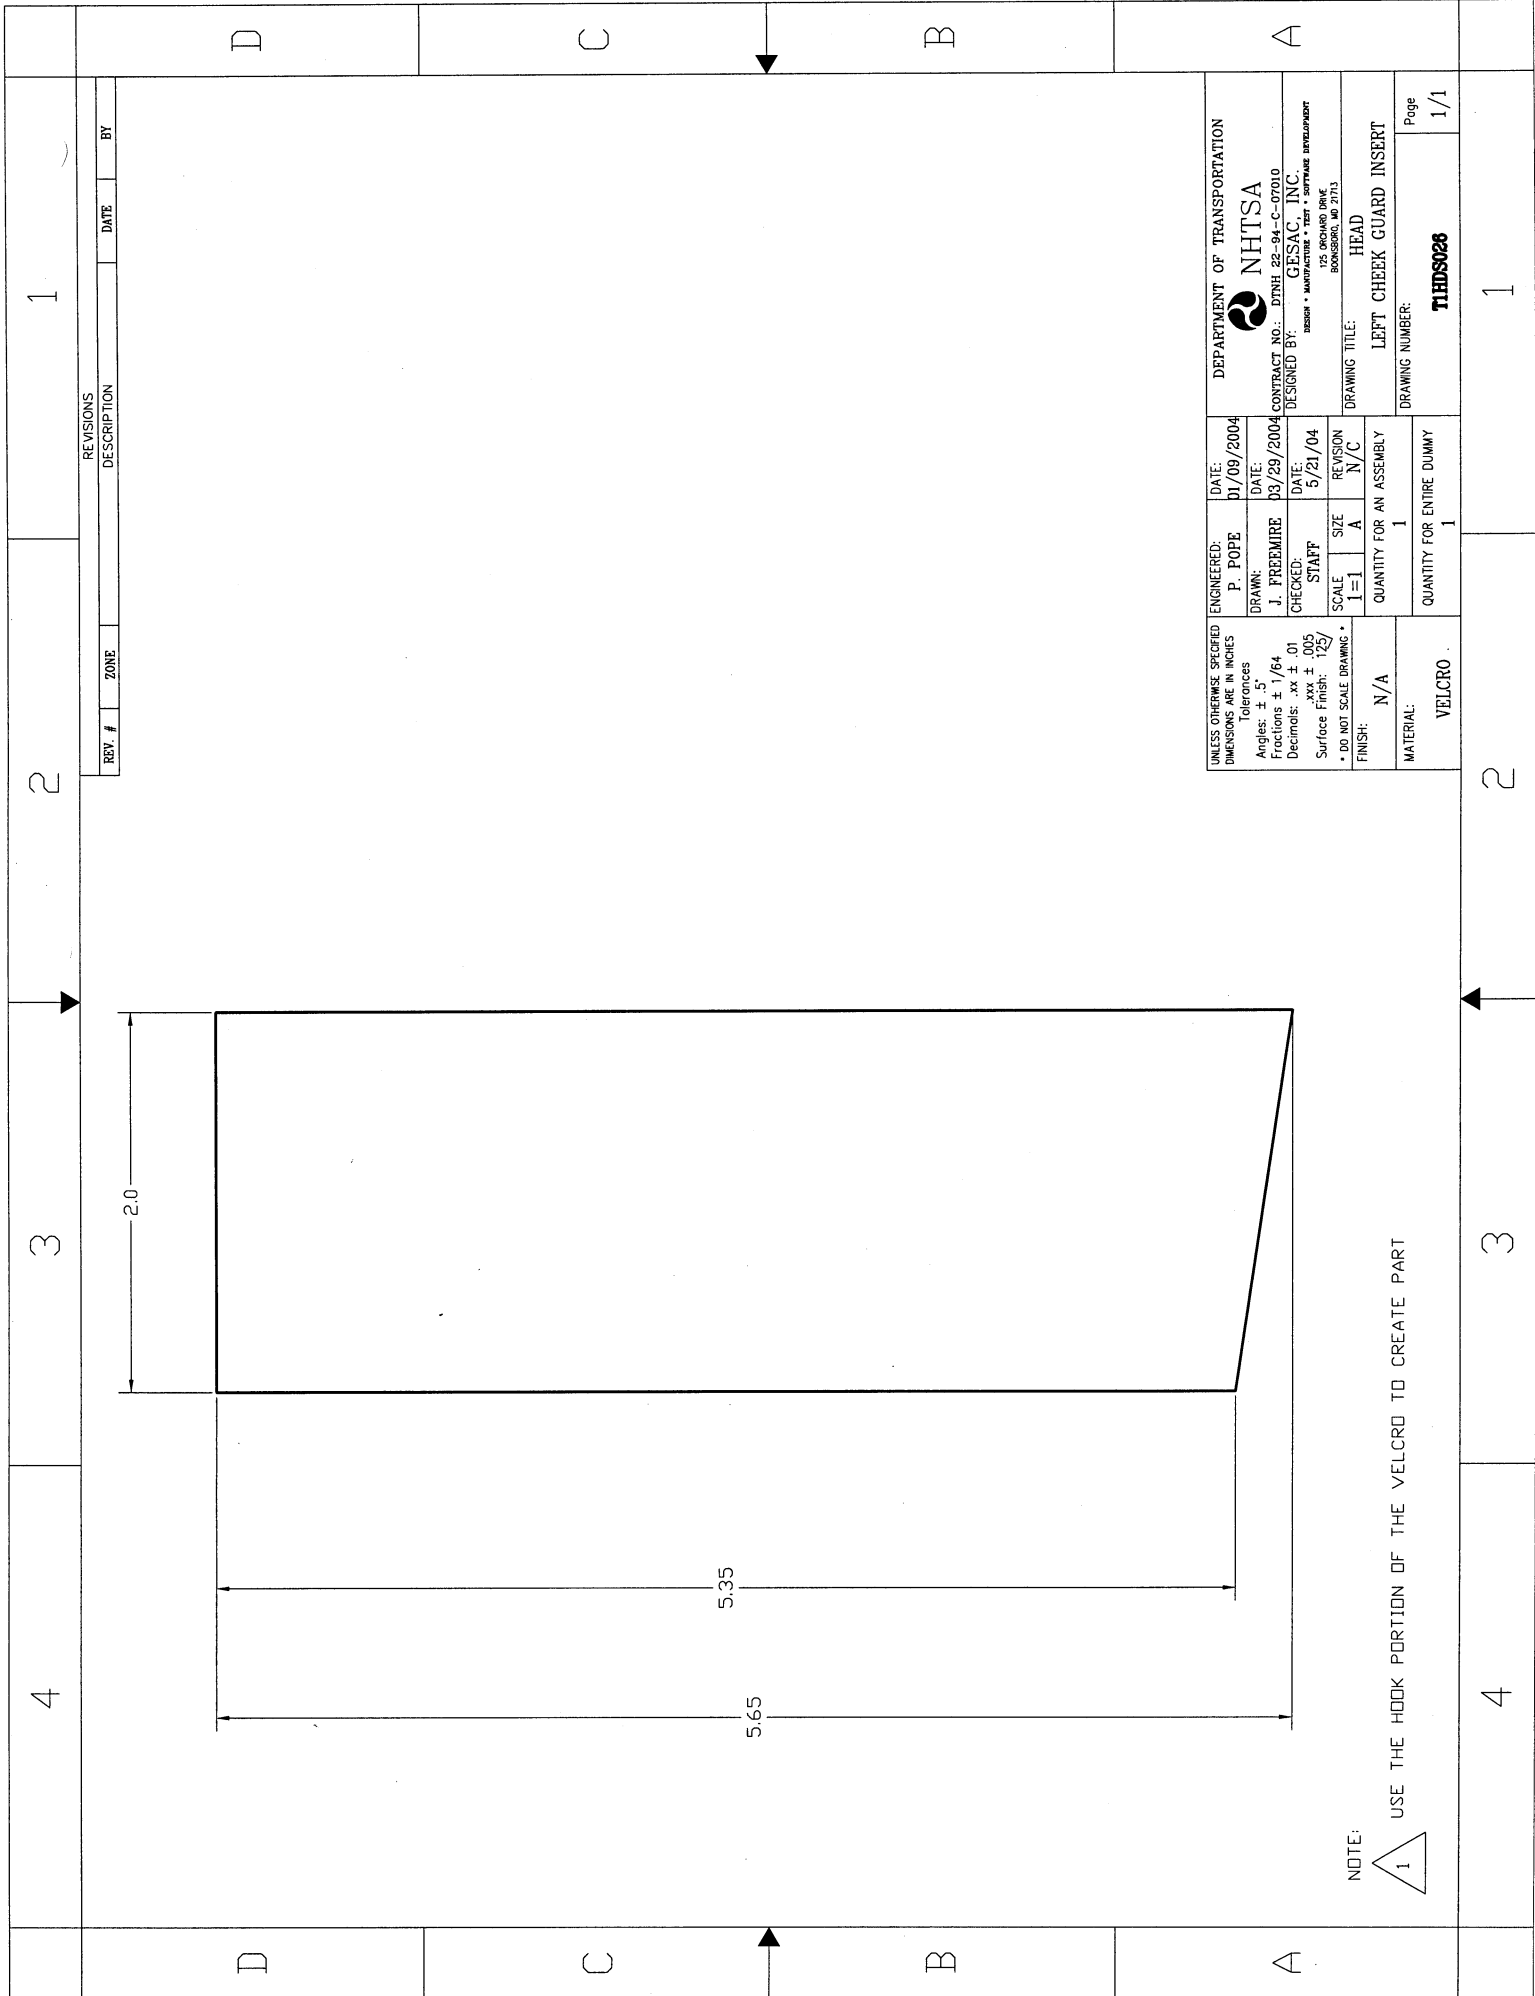 4
3
2
1
D
C
B
A
D
C
B
A
REVISIONS
REV. # ZONE DESCRIPTION DATE BY
2.0
5.35
5.65
NOTE:
1
USE THE HOOK PORTION OF THE VELCRO TO CREATE PART
UNLESS OTHERWISE SPECIFIED
DIMENSIONS ARE IN INCHES
Tolerances
Angles: ± .5°
Fractions ± 1/64
Decimals: .xx ± .01
.xxx ± .005
Surface Finish: 125/
* DO NOT SCALE DRAWING *
FINISH:
N/A
MATERIAL:
VELCRO
ENGINEERED:
P. POPE
DATE:
01/09/2004
DRAWN:
J. FREEMIRE
DATE:
03/29/2004
CHECKED:
STAFF
DATE:
5/21/04
SCALE
1=1
SIZE
A
REVISION
N/C
QUANTITY FOR AN ASSEMBLY
1
QUANTITY FOR ENTIRE DUMMY
1
DEPARTMENT OF TRANSPORTATION
NHTSA
CONTRACT NO.: DTNH 22-94-C-07010
DESIGNED BY:
GESAC, INC.
DESIGN * MANUFACTURE * TEST * SOFTWARE DEVELOPMENT
125 ORCHARD DRIVE
BOONSBORO, MD 21713
DRAWING TITLE:
HEAD
LEFT CHEEK GUARD INSERT
DRAWING NUMBER:
T1HDS026
Page
1/1
4
3
2
1